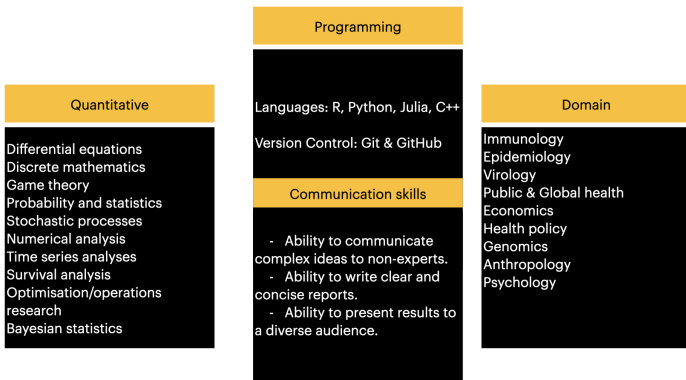 Programming
Languages: R, Python, Julia, C++
Version Control: Git & GitHub
Quantitative
Differential equations
Discrete mathematics
Game theory
Probability and statistics
Stochastic processes
Numerical analysis
Time series analyses
Survival analysis
Optimisation/operations
research
Bayesian statistics
Communication skills
- Ability to communicate
complex ideas to non-experts.
- Ability to write clear and
concise reports.
- Ability to present results to
a diverse audience.
Domain
Immunology
Epidemiology
Virology
Public & Global health
Economics
Health policy
Genomics
Anthropology
Psychology